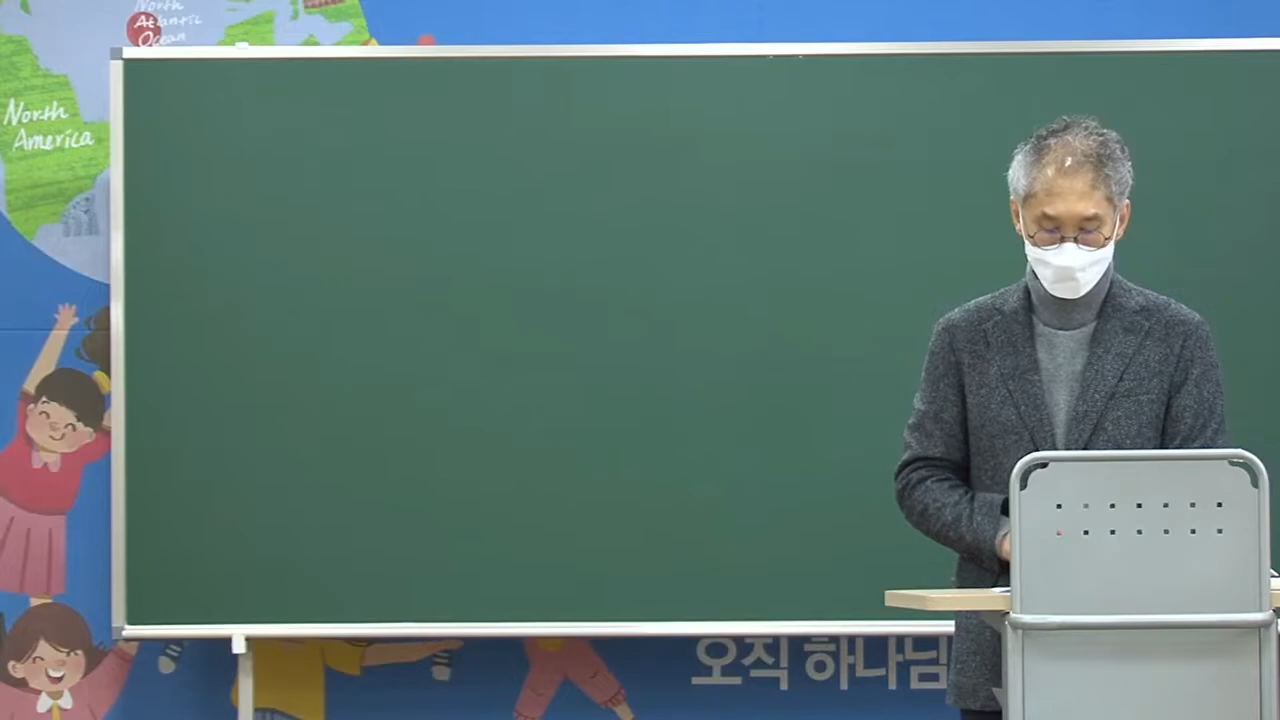 North
Atlantic
Ocean
North
America
오직 하나님